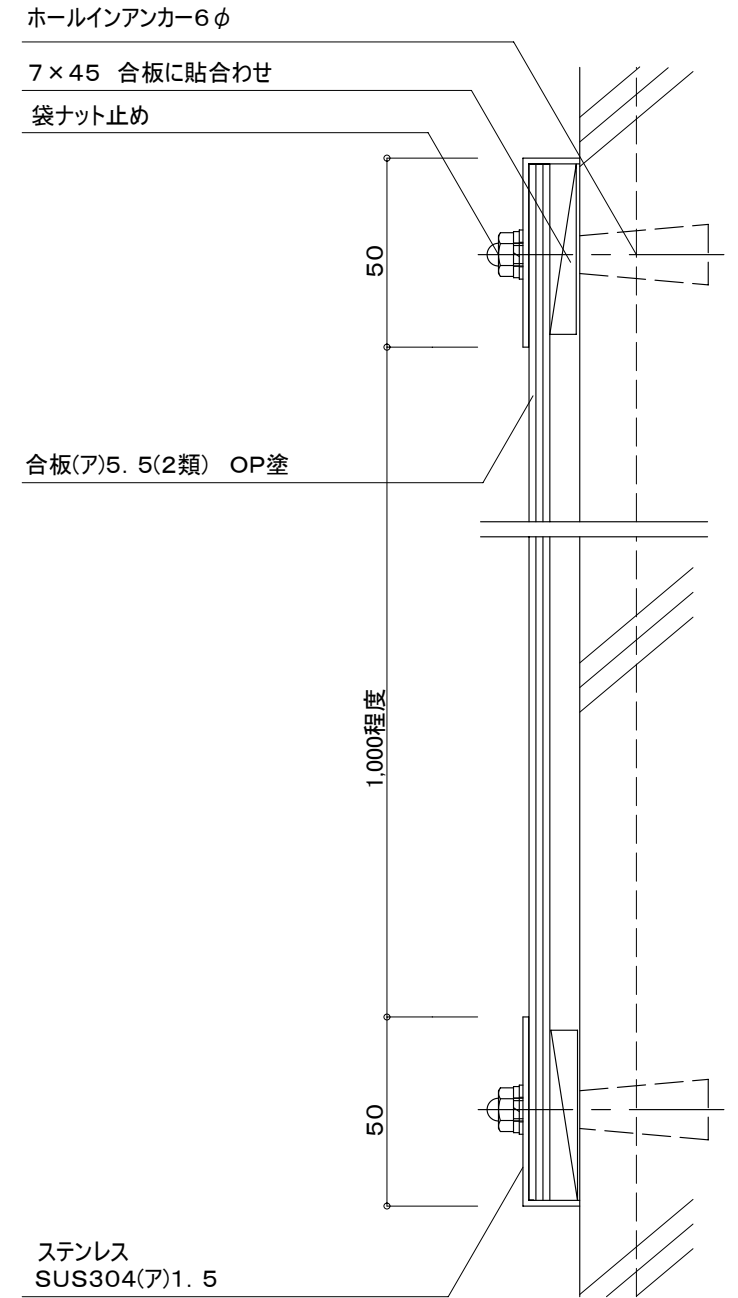 ホールインアンカー6φ
7×45 合板に貼合わせ
袋ナット止め
50
合板(ア)5. 5(2類) OP塗
1,000程度
50
ステンレス
SUS304(ア)1. 5